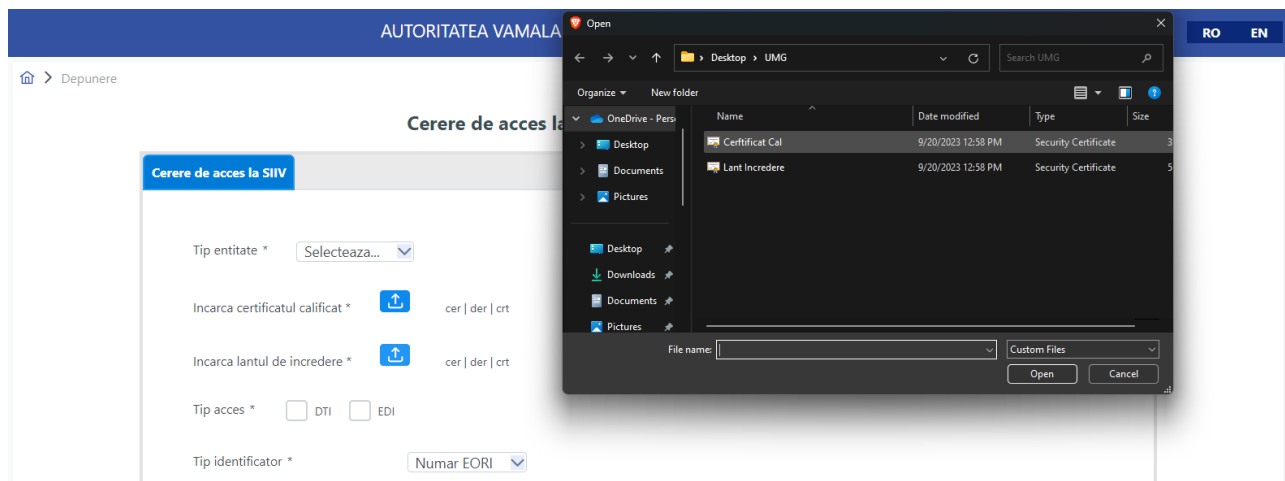 AUTORITATEA VAMALA
RO EN
Depunere
Cerere de acces la
Cerere de acces la SIIV
Tip entitate * Selecteaza...
Incarca certificatul calificat * cer | der | crt
Incarca lantul de incredere * cer | der | crt
Tip acces * DTI EDI
Tip identificator * Numar EORI
Open
Desktop > UMG
Search UMG
Organize New folder
Name Date modified Type Size
OneDrive - Pers
Desktop
Documents
Pictures
Desktop
Downloads
Documents
Pictures
Cerftificat Cal 9/20/2023 12:58 PM Security Certificate 3
Lant Incredere 9/20/2023 12:58 PM Security Certificate 5
File name: Custom Files
Open Cancel